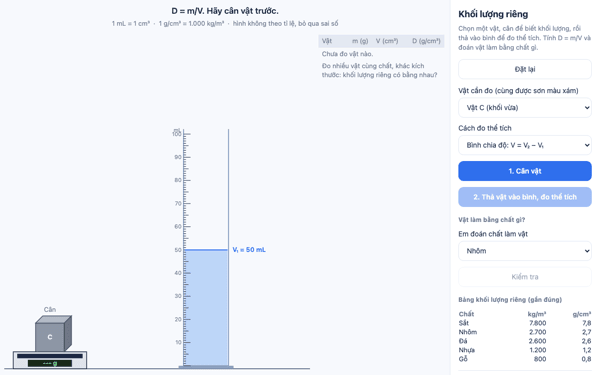 D = m/V. Hãy cân vật trước.
1 mL = 1 cm³ · 1 g/cm³ = 1.000 kg/m³ · hình không theo tỉ lệ, bỏ qua sai số
Vật m (g) V (cm³) D (g/cm³)
Chưa đo vật nào.
Đo nhiều vật cùng chất, khác kích
thước: khối lượng riêng có bằng nhau?
mL
100
90
80
70
60
50
40
30
20
10
V₁ = 50 mL
Cân
C
--- g
Khối lượng riêng
Chọn một vật, cân để biết khối lượng, rồi
thả vào bình để đo thể tích. Tính D = m/V và
đoán vật làm bằng chất gì.
Đặt lại
Vật cần đo (cùng được sơn màu xám)
Vật C (khối vừa)
Cách đo thể tích
Bình chia độ: V = V₂ − V₁
1. Cân vật
2. Thả vật vào bình, đo thể tích
Vật làm bằng chất gì?
Em đoán chất làm vật
Nhôm
Kiểm tra
Bảng khối lượng riêng (gần đúng)
Chất kg/m³ g/cm³
Sắt 7.800 7,8
Nhôm 2.700 2,7
Đá 2.600 2,6
Nhựa 1.200 1,2
Gỗ 800 0,8